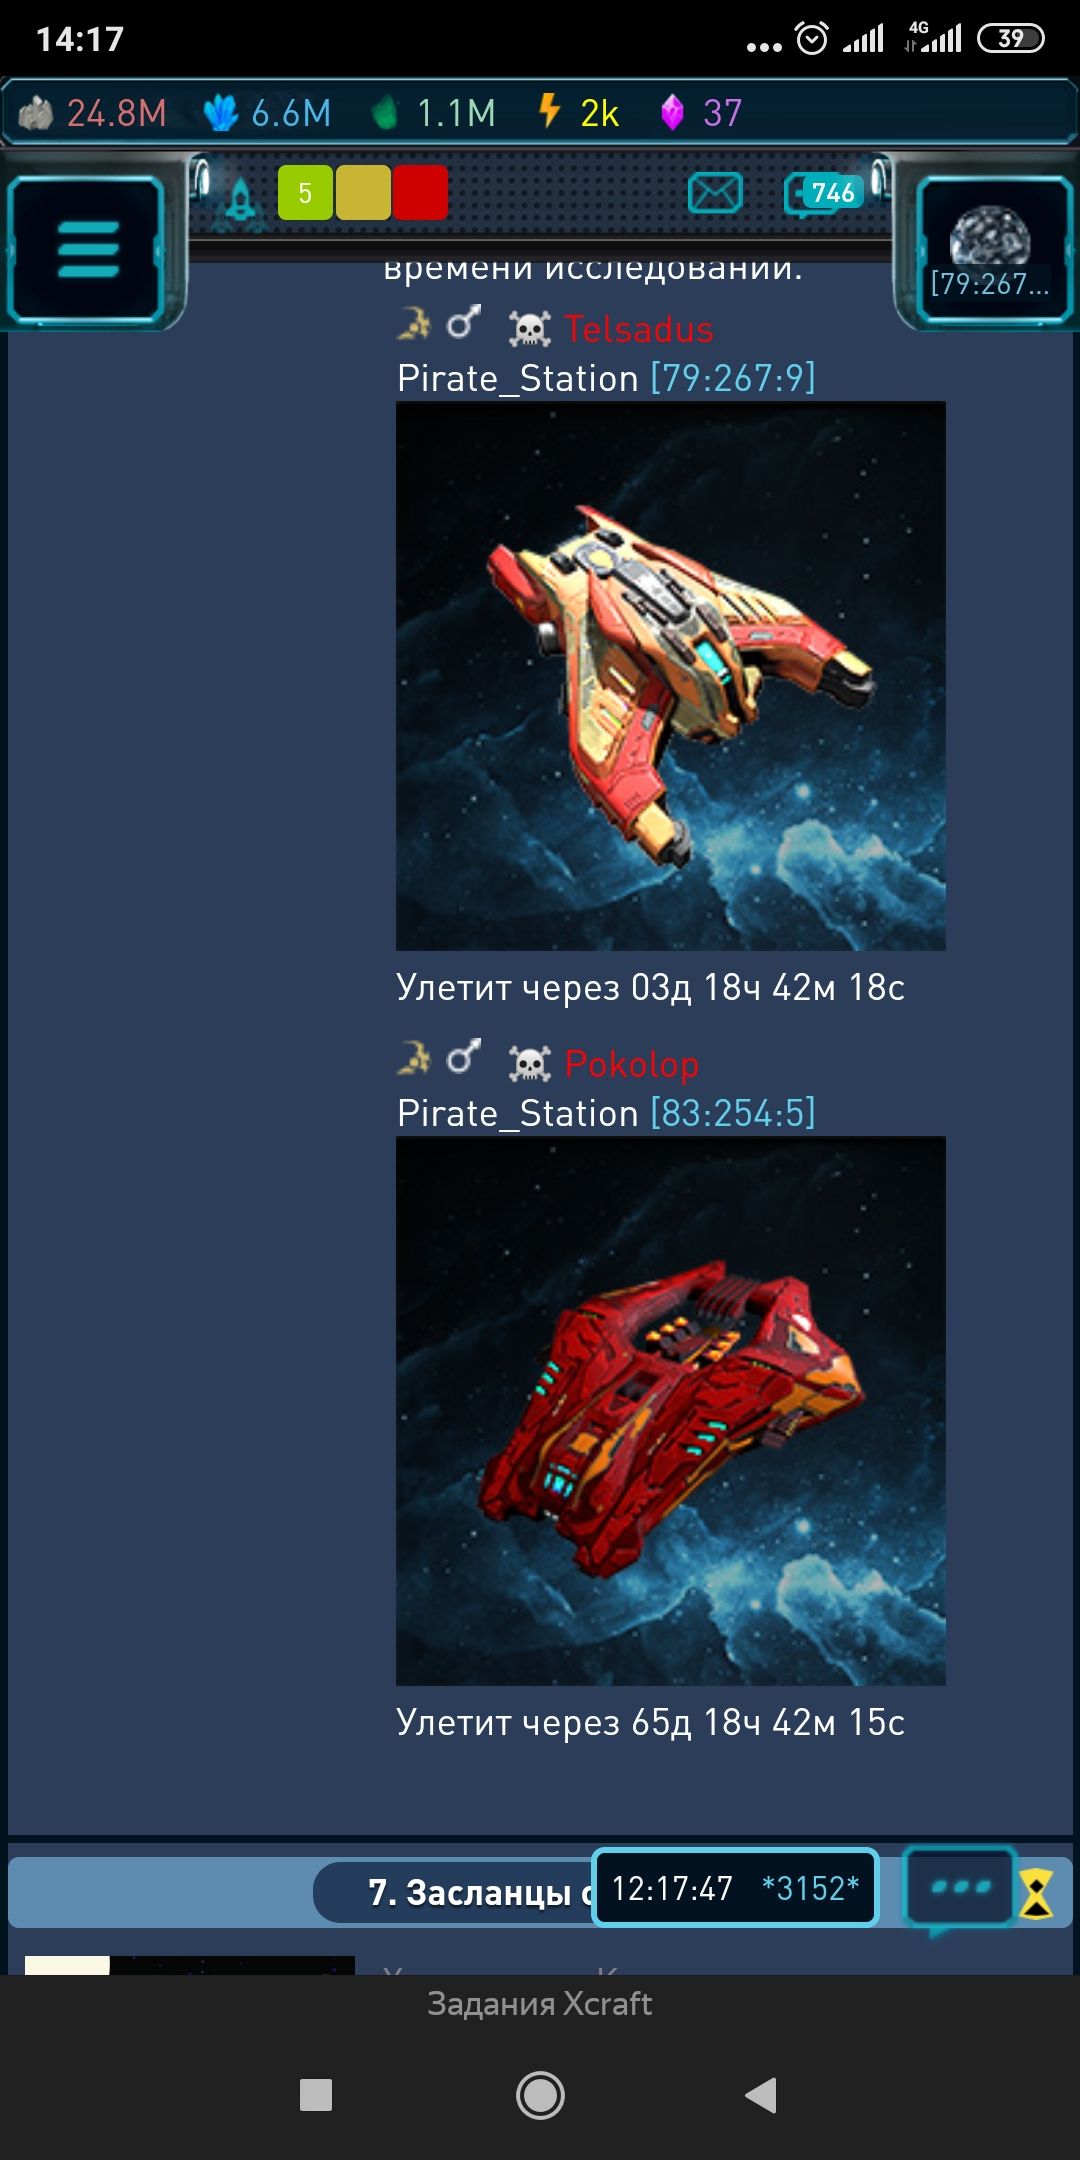 14:17
4G
39
24.8M 6.6M 1.1M 2k 37
5
746
[79:267...
времени исследований.
Telsadus
Pirate_Station [79:267:9]
Улетит через 03д 18ч 42м 18с
Pokolop
Pirate_Station [83:254:5]
Улетит через 65д 18ч 42м 15с
7. Засланцы
12:17:47 *3152*
Задания Xcraft